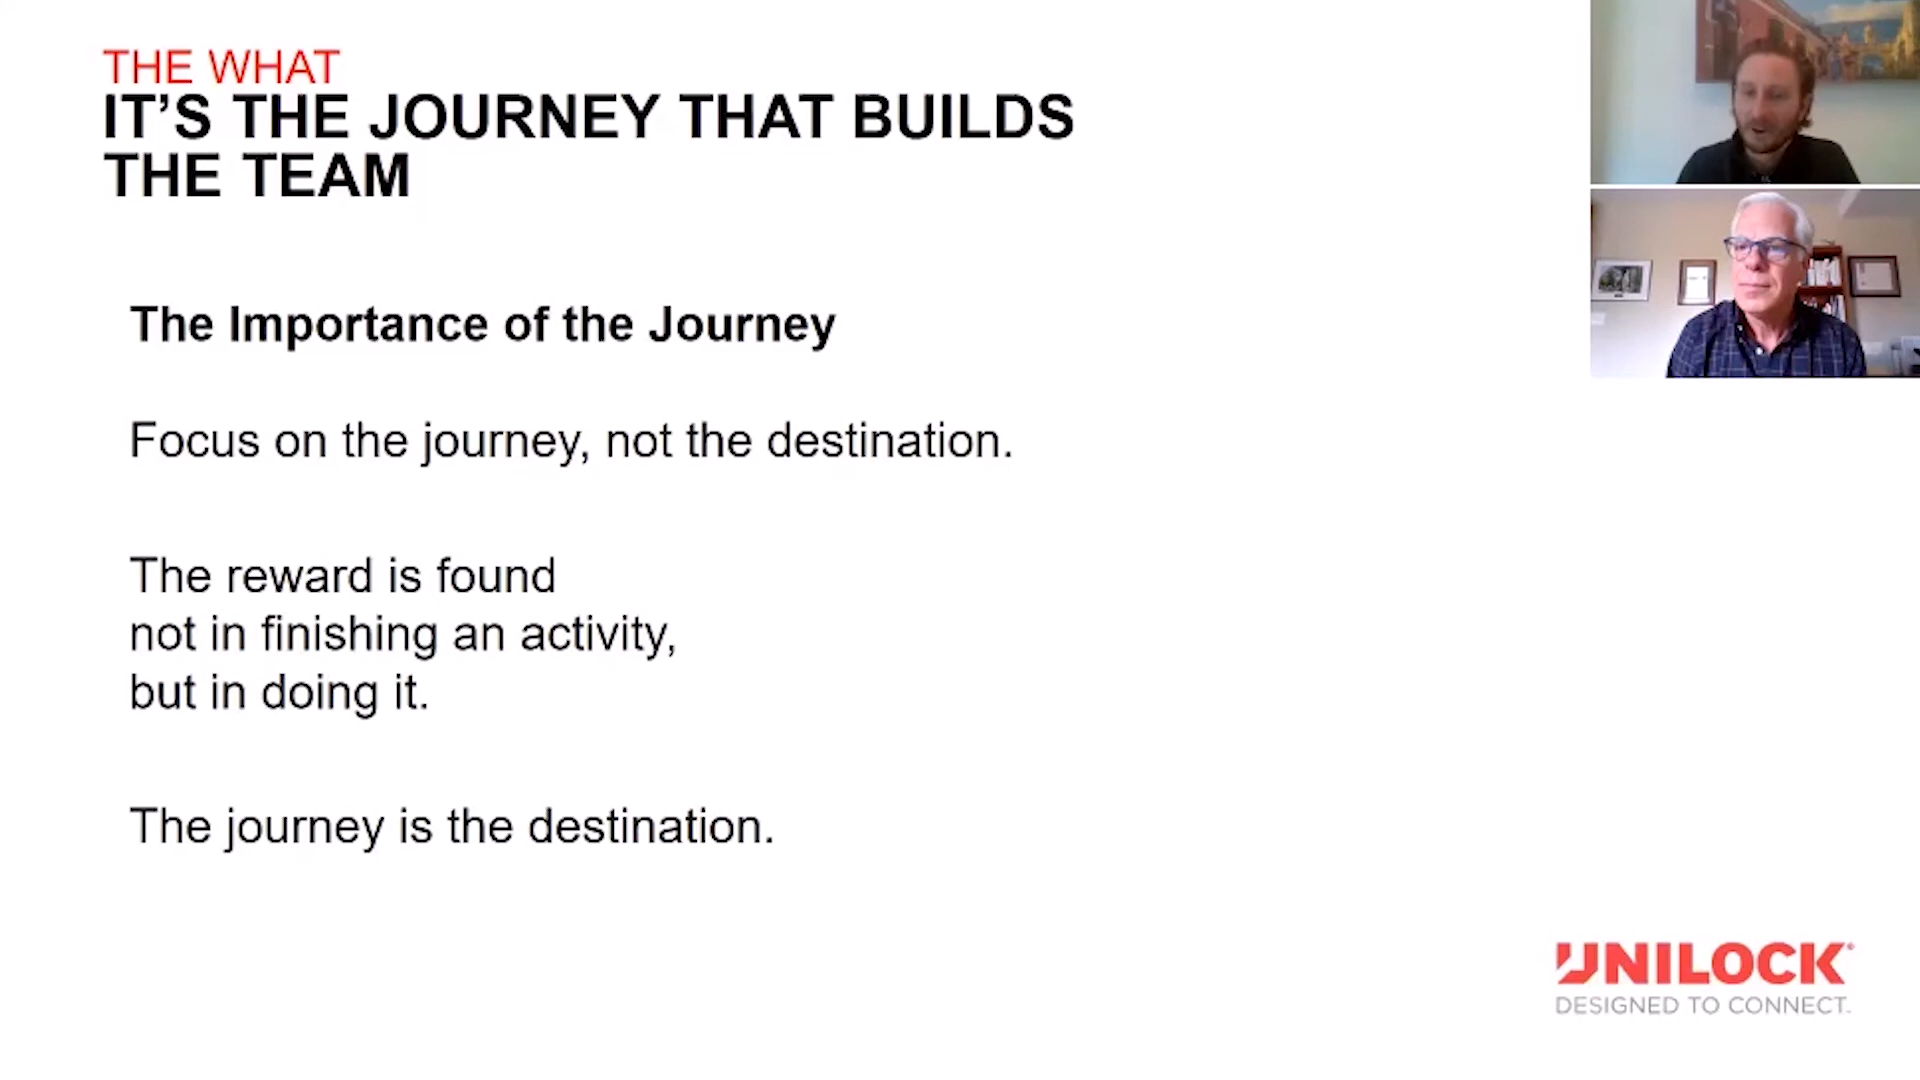 THE WHAT
IT’S THE JOURNEY THAT BUILDS
THE TEAM
The Importance of the Journey
Focus on the journey, not the destination.
The reward is found
not in finishing an activity,
but in doing it.
The journey is the destination.
UNILOCK®
DESIGNED TO CONNECT™